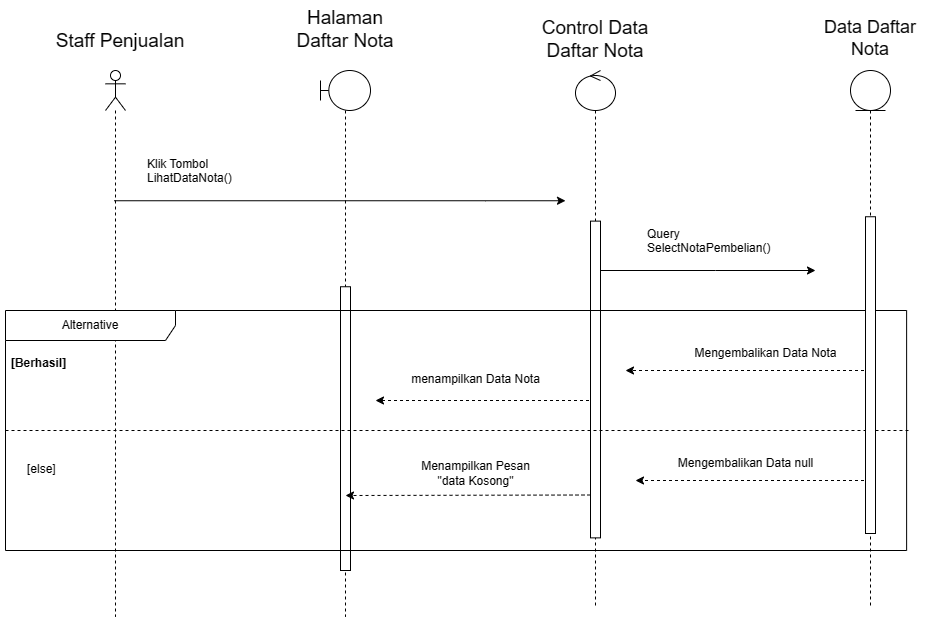 Staff Penjualan
Halaman
Daftar Nota
Control Data
Daftar Nota
Data Daftar
Nota
Klik Tombol
LihatDataNota()
Query
SelectNotaPembelian()
Alternative
[Berhasil]
Mengembalikan Data Nota
menampilkan Data Nota
[else]
Mengembalikan Data null
Menampilkan Pesan
"data Kosong"